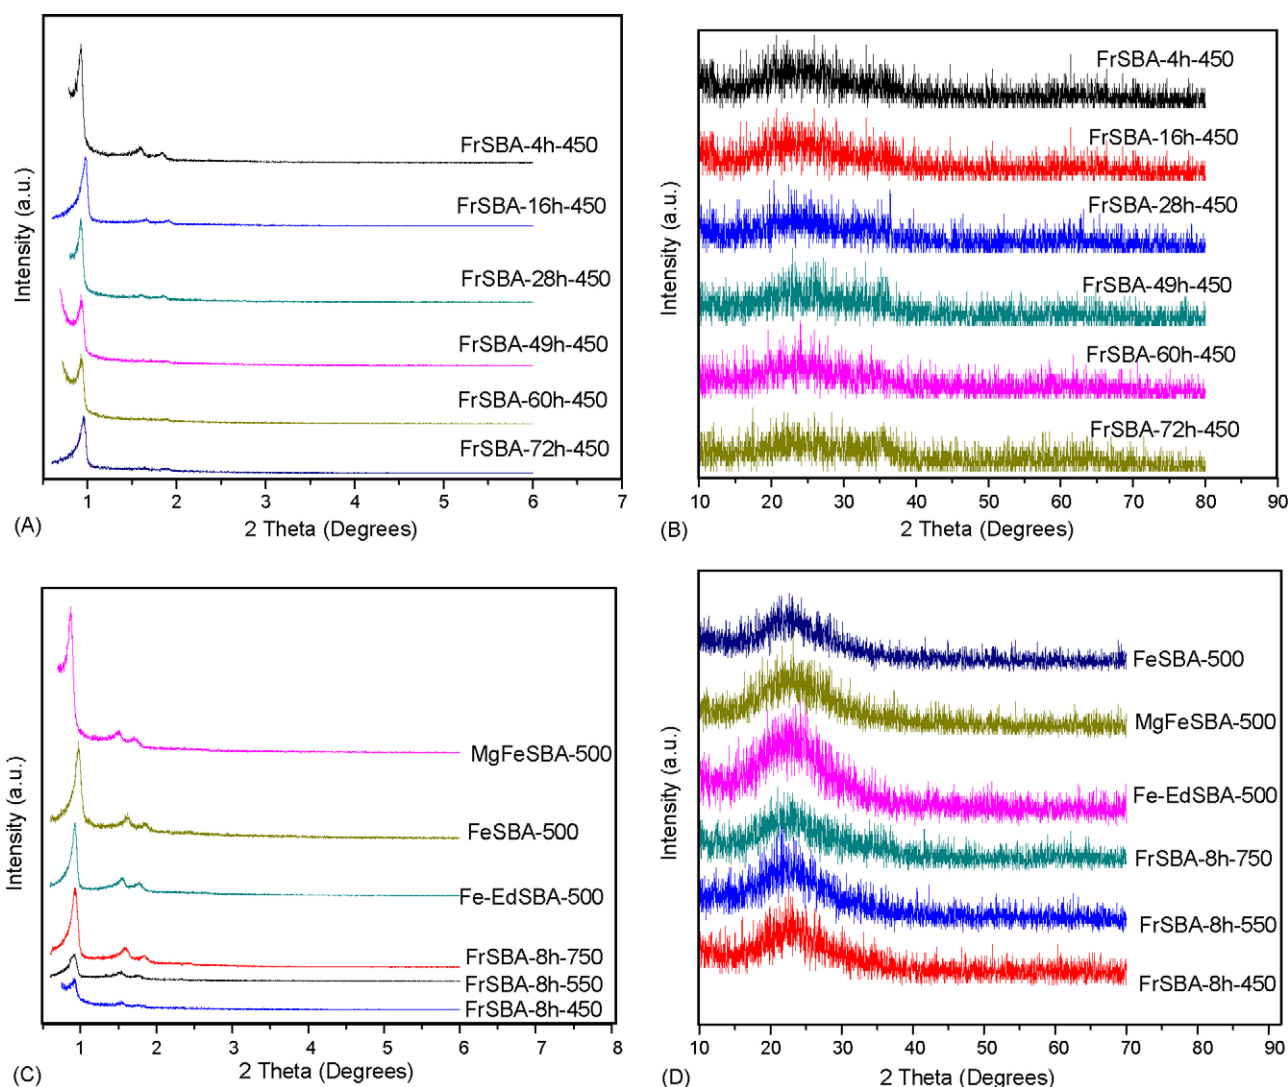 Intensity (a.u.)
FrSBA-4h-450
FrSBA-16h-450
FrSBA-28h-450
FrSBA-49h-450
FrSBA-60h-450
FrSBA-72h-450
1 2 3 4 5 6 7
2 Theta (Degrees)
(A)
Intensity (a.u.)
FrSBA-4h-450
FrSBA-16h-450
FrSBA-28h-450
FrSBA-49h-450
FrSBA-60h-450
FrSBA-72h-450
10 20 30 40 50 60 70 80 90
2 Theta (Degrees)
(B)
Intensity (a.u.)
MgFeSBA-500
FeSBA-500
Fe-EdSBA-500
FrSBA-8h-750
FrSBA-8h-550
FrSBA-8h-450
1 2 3 4 5 6 7 8
2 Theta (Degrees)
(C)
Intensity (a.u.)
FeSBA-500
MgFeSBA-500
Fe-EdSBA-500
FrSBA-8h-750
FrSBA-8h-550
FrSBA-8h-450
10 20 30 40 50 60 70 80 90
2 Theta (Degrees)
(D)